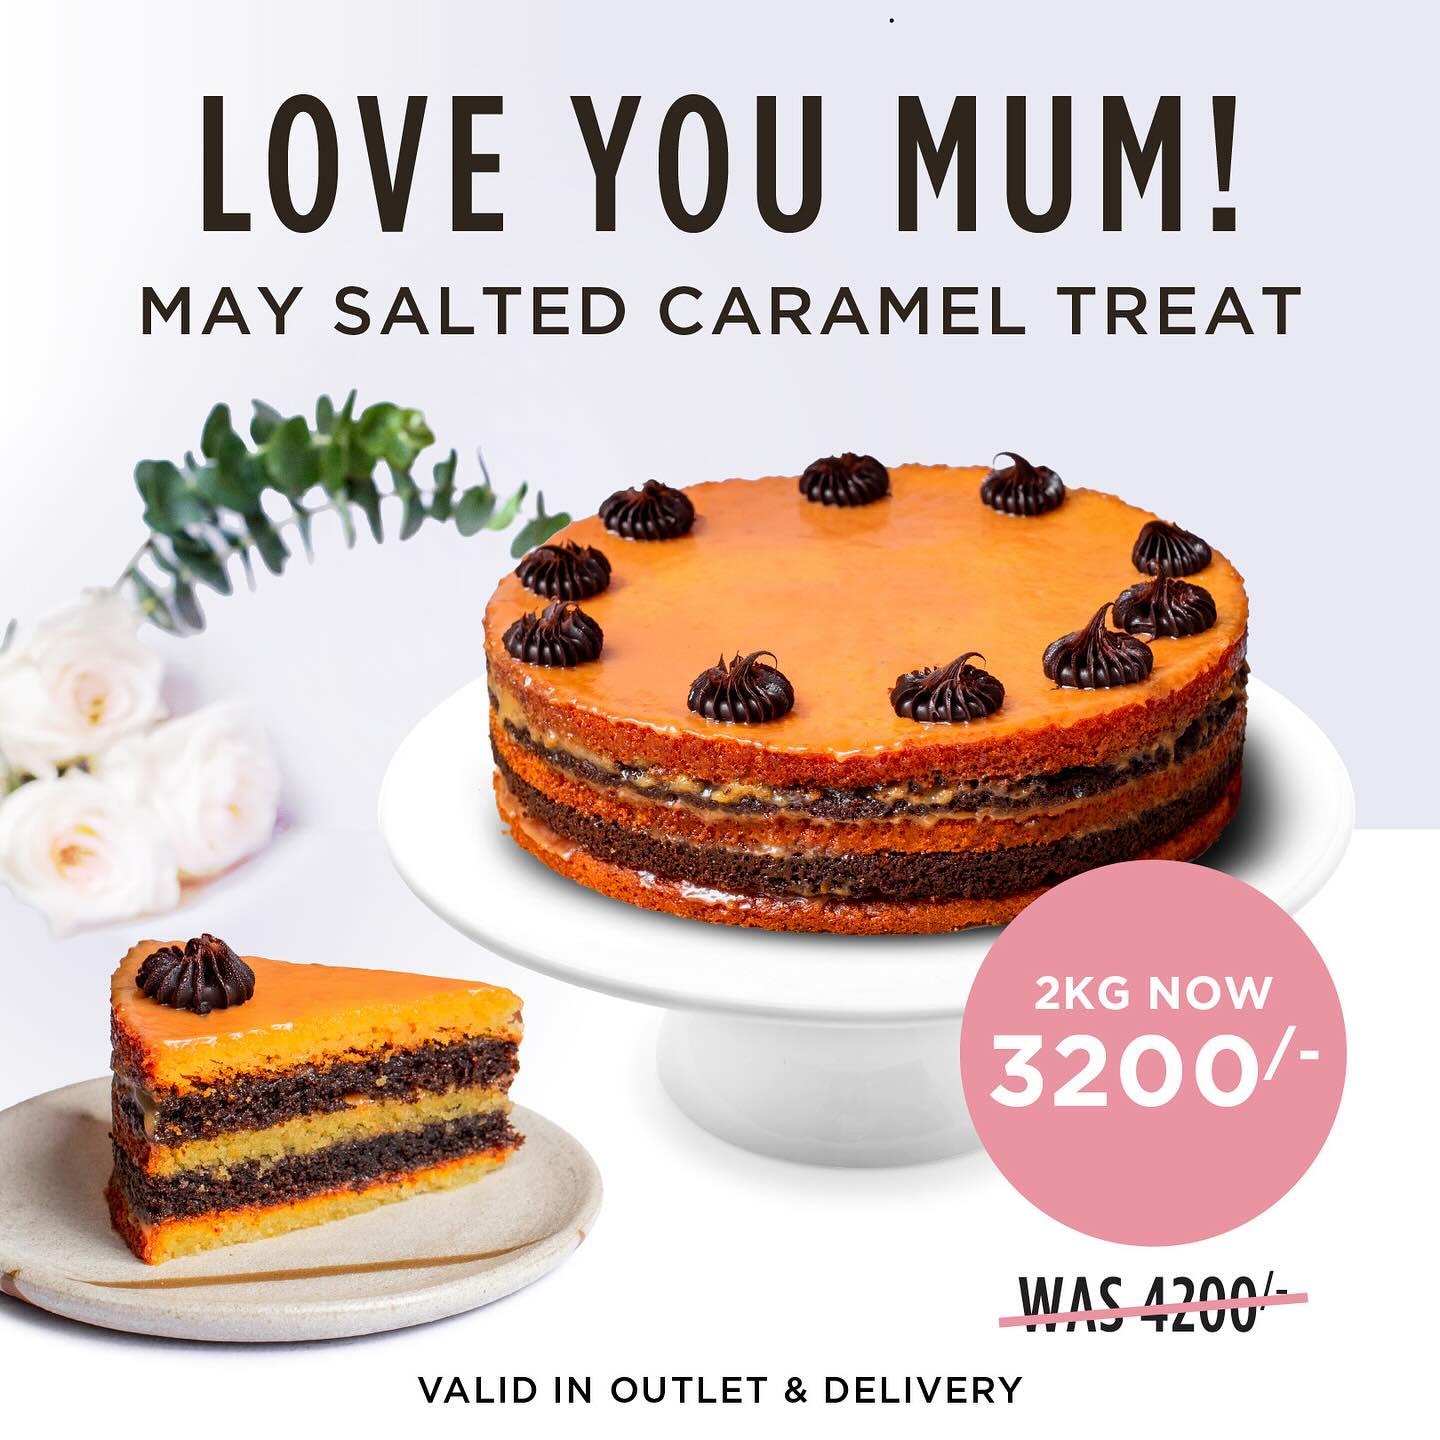 LOVE YOU MUM!
MAY SALTED CARAMEL TREAT
2KG NOW
3200/-
WAS 4200/-
VALID IN OUTLET & DELIVERY